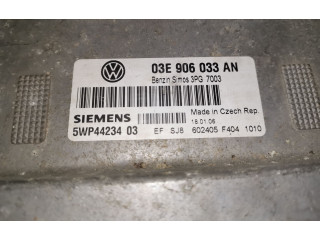 03E 906 033 AN
Benzin, Simos 3PG 7003
SIEMENS
Made in Czech Rep.
18.01.06
5WP44234 03
EF SJ6 602405 F404 1010